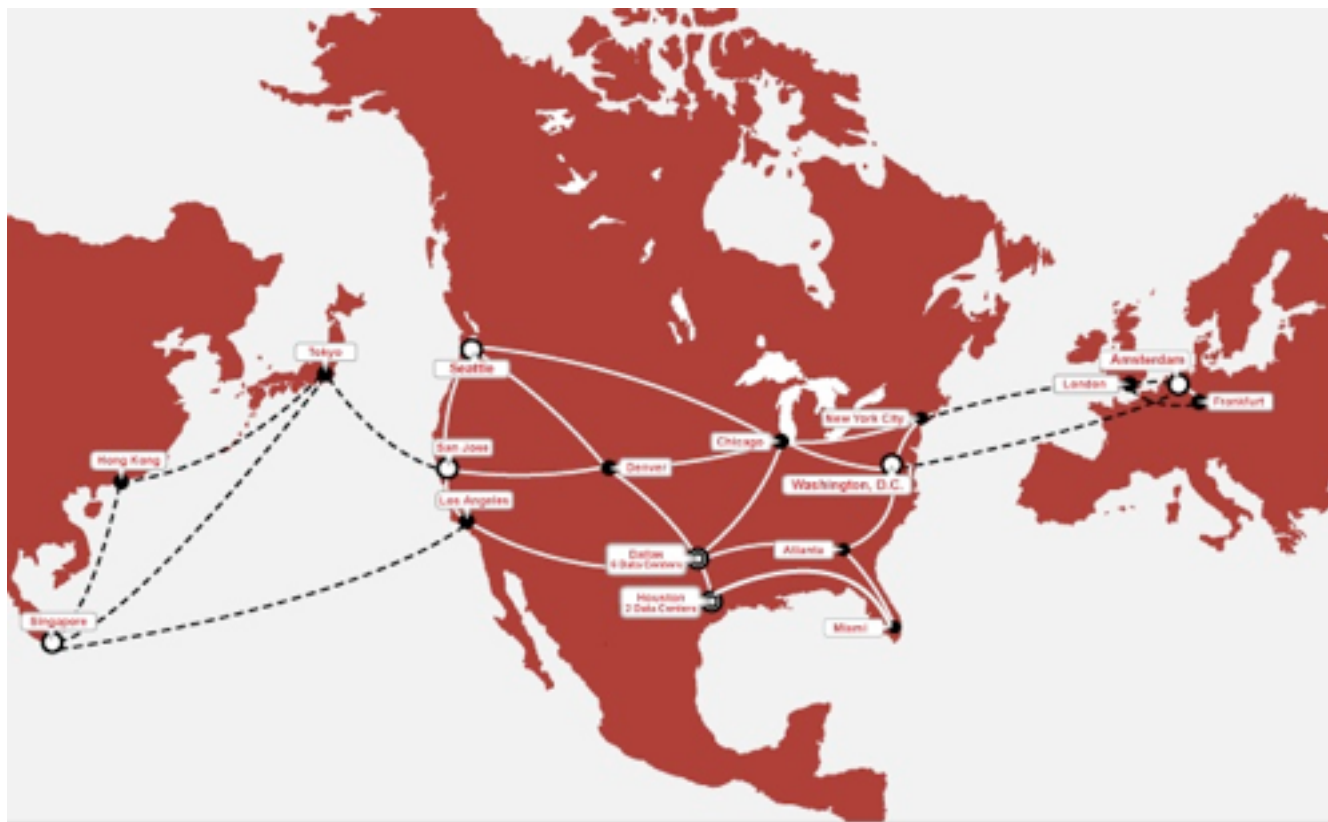 Tokyo
Seattle
Amsterdam
London
Frankfurt
New York City
Chicago
San Jose
Hong Kong
Denver
Washington, D.C.
Los Angeles
Dallas
6 Data Centers
Atlanta
Houston
2 Data Centers
Singapore
Miami